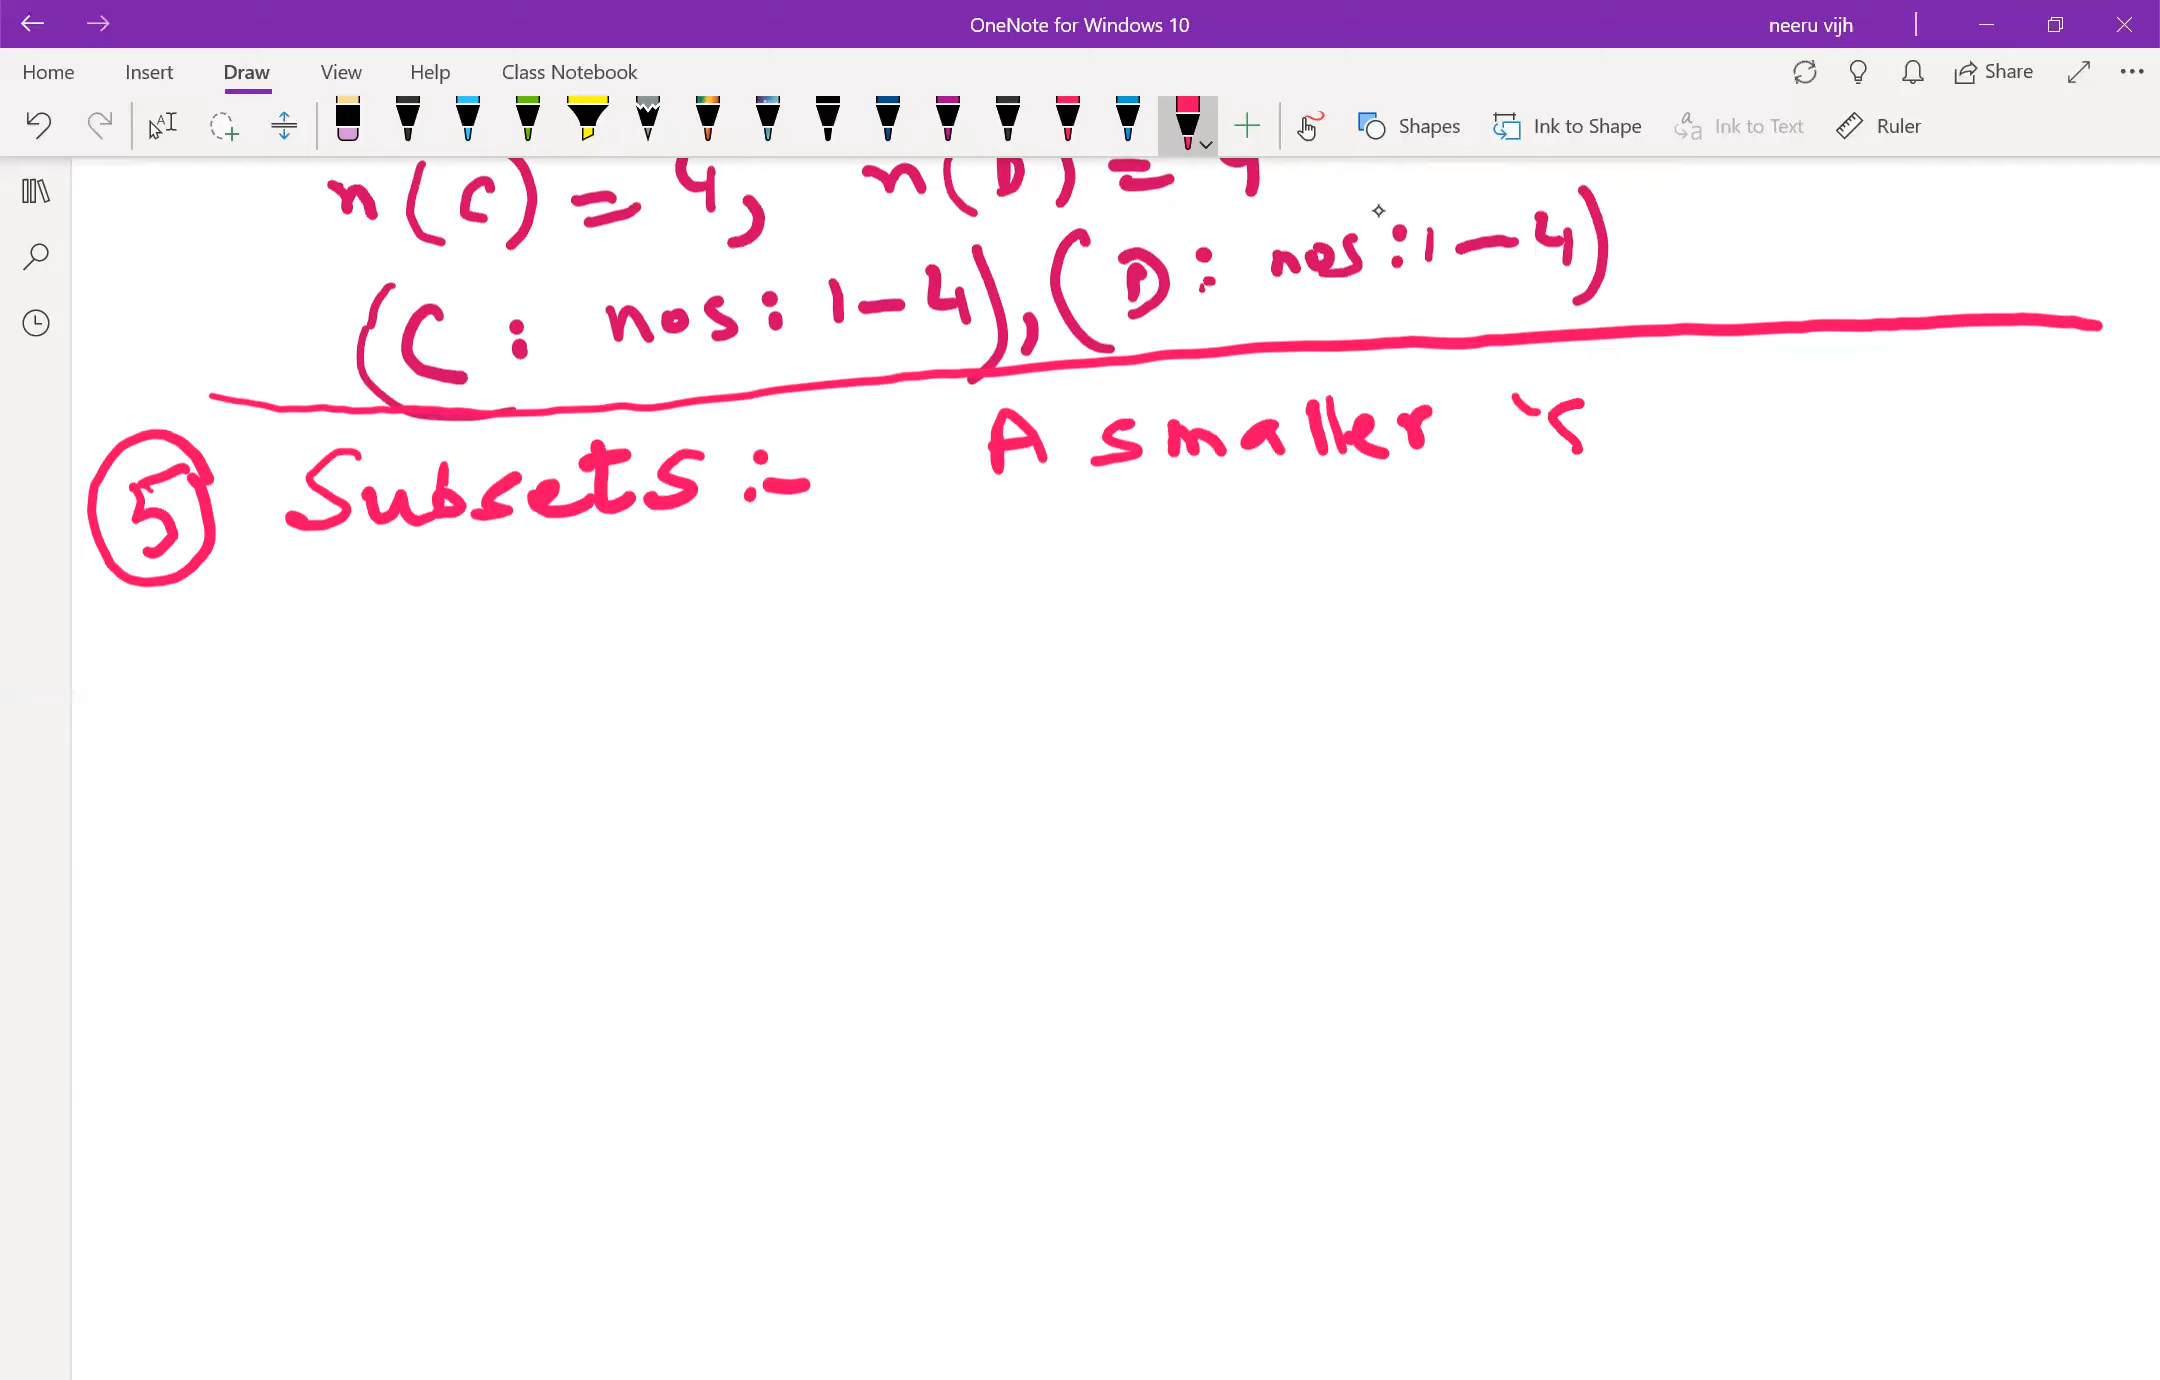 OneNote for Windows 10
neeru vijh
Home Insert Draw View Help Class Notebook
Share
Shapes Ink to Shape Ink to Text Ruler
n(C) = 4, n(D) = 4
(C : nos: 1-4), (D: nos:1-4)
5 Subsets :- A smaller